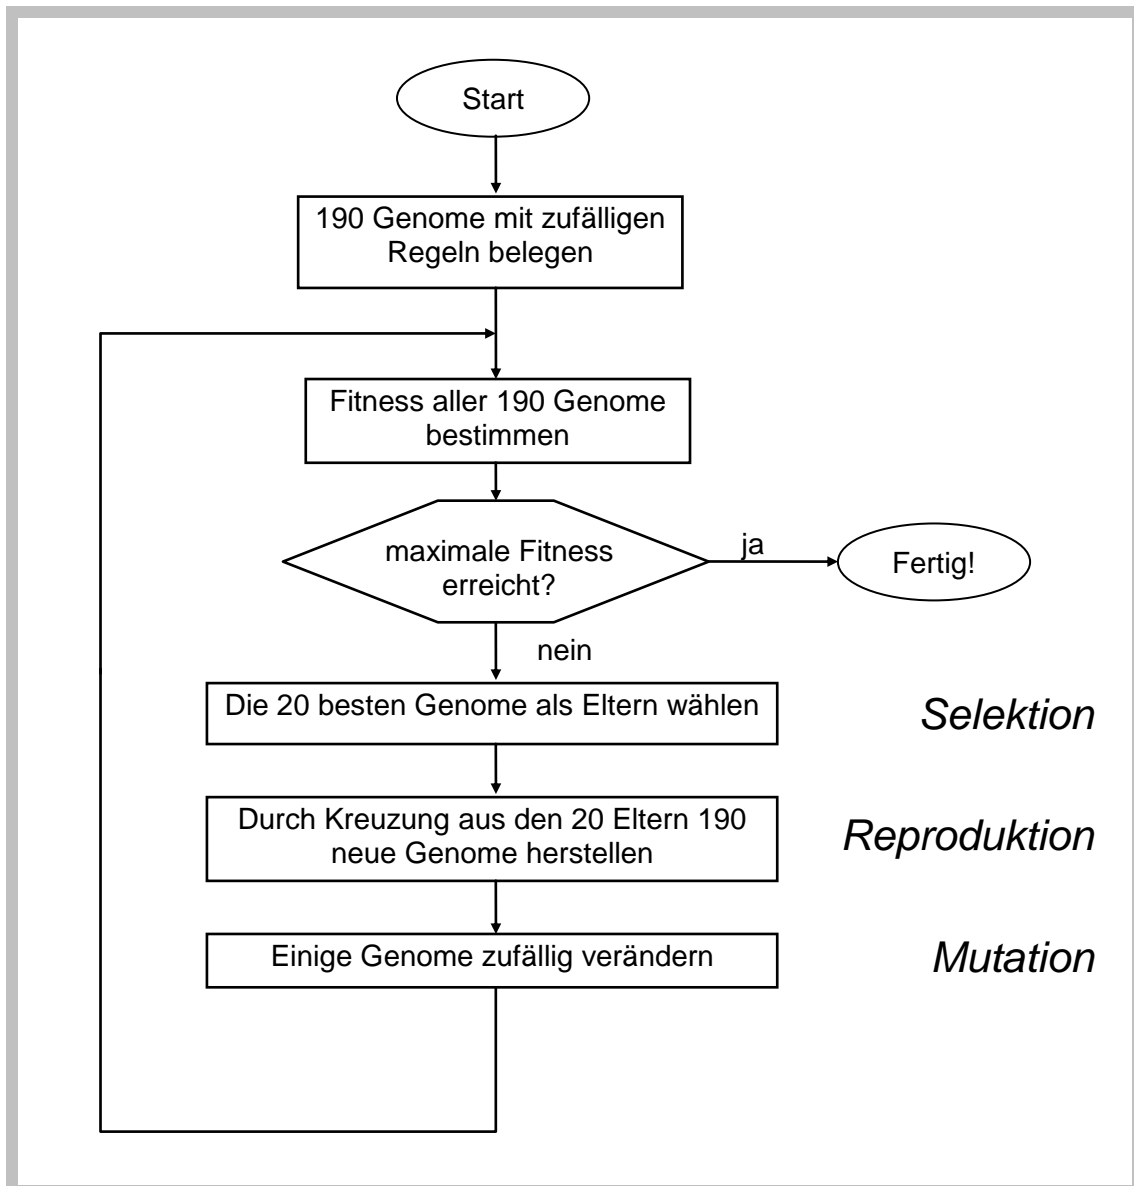 Start
190 Genome mit zufälligen
Regeln belegen
Fitness aller 190 Genome
bestimmen
maximale Fitness
erreicht?
ja
Fertig!
nein
Die 20 besten Genome als Eltern wählen
Selektion
Durch Kreuzung aus den 20 Eltern 190
neue Genome herstellen
Reproduktion
Einige Genome zufällig verändern
Mutation